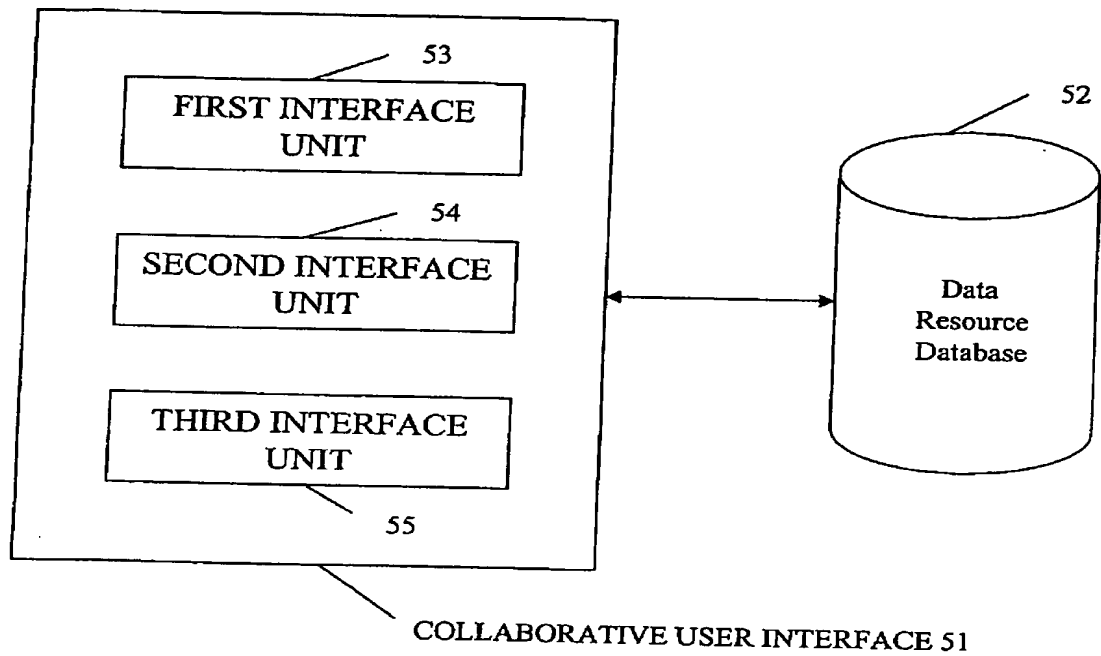 53
FIRST INTERFACE
UNIT
52
54
SECOND INTERFACE
UNIT
Data
Resource
Database
THIRD INTERFACE
UNIT
55
COLLABORATIVE USER INTERFACE 51